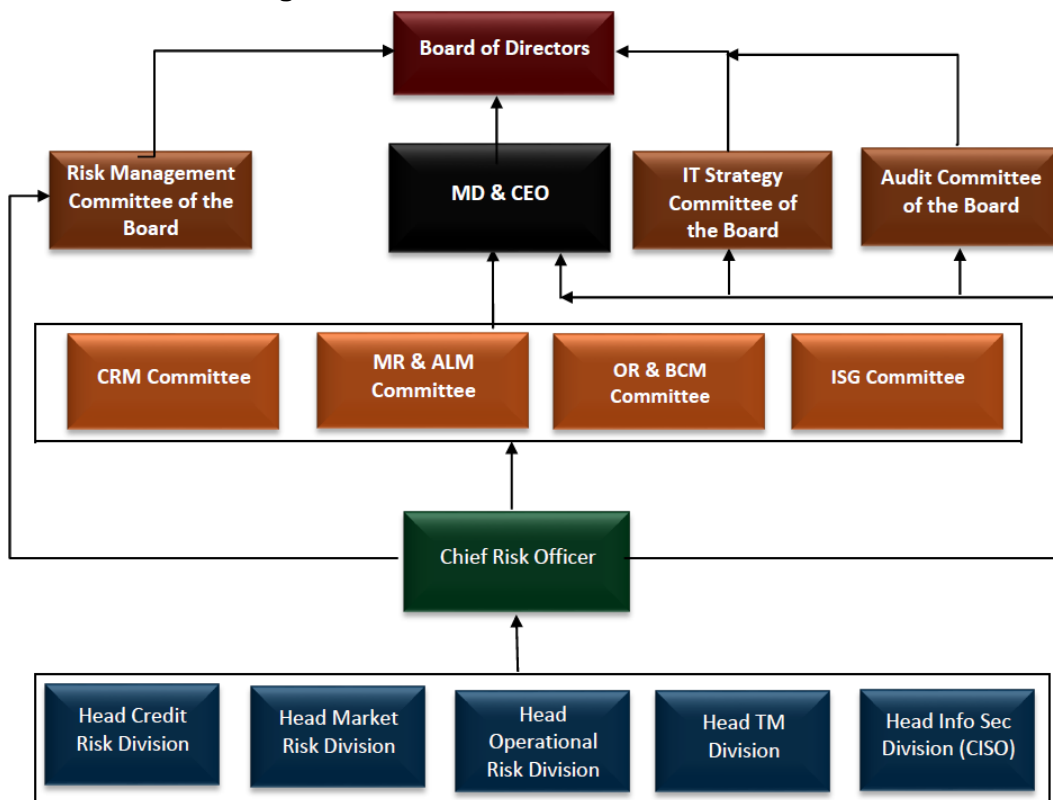 Board of Directors
Risk Management
Committee of the
Board
MD & CEO
IT Strategy
Committee of
the Board
Audit Committee
of the Board
CRM Committee
MR & ALM
Committee
OR & BCM
Committee
ISG Committee
Chief Risk Officer
Head Credit
Risk Division
Head Market
Risk Division
Head
Operational
Risk Division
Head TM
Division
Head Info Sec
Division (CISO)